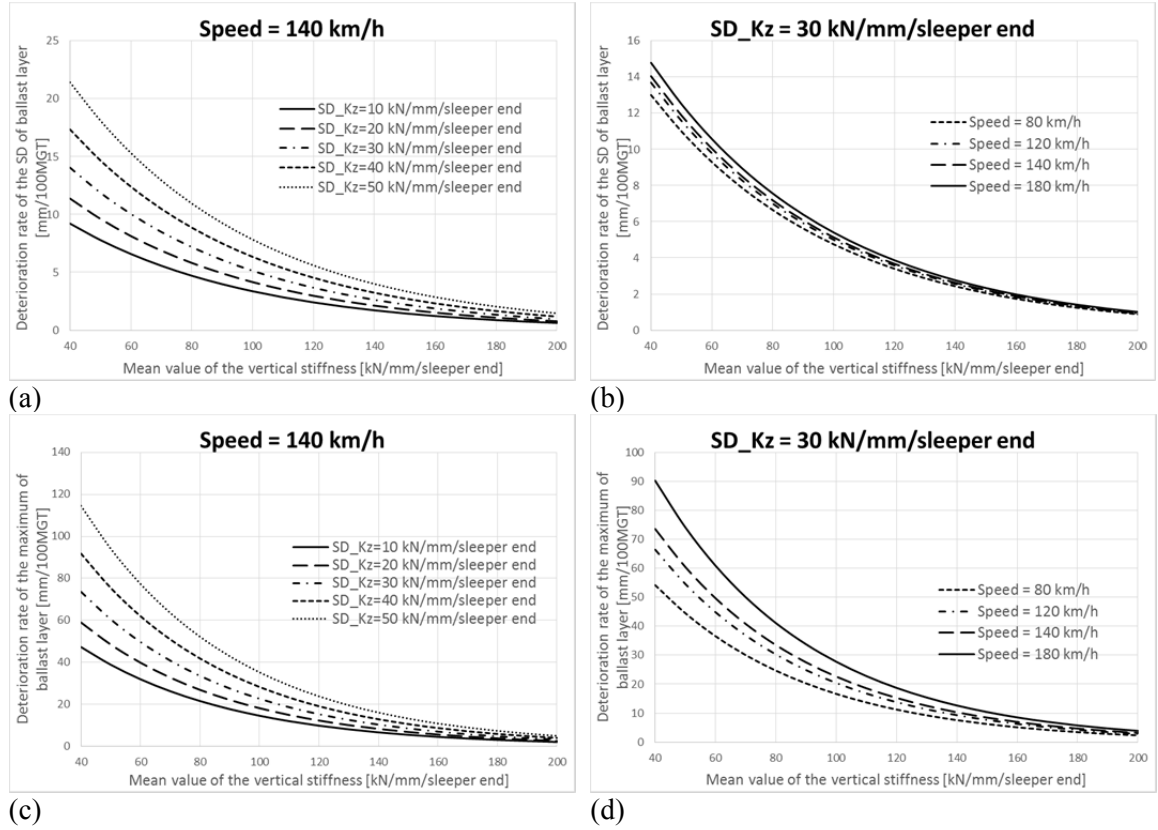 Speed = 140 km/h
Deterioration rate of the SD of ballast layer
[mm/100MGT]
25
20
15
10
5
0
SD_Kz=10 kN/mm/sleeper end
SD_Kz=20 kN/mm/sleeper end
SD_Kz=30 kN/mm/sleeper end
SD_Kz=40 kN/mm/sleeper end
SD_Kz=50 kN/mm/sleeper end
40 60 80 100 120 140 160 180 200
Mean value of the vertical stiffness [kN/mm/sleeper end]
(a)
SD_Kz = 30 kN/mm/sleeper end
Deterioration rate of the SD of ballast layer
[mm/100MGT]
16
14
12
10
8
6
4
2
0
Speed = 80 km/h
Speed = 120 km/h
Speed = 140 km/h
Speed = 180 km/h
40 60 80 100 120 140 160 180 200
Mean value of the vertical stiffness [kN/mm/sleeper end]
(b)
Speed = 140 km/h
Deterioration rate of the maximum of
ballast layer [mm/100MGT]
140
120
100
80
60
40
20
0
SD_Kz=10 kN/mm/sleeper end
SD_Kz=20 kN/mm/sleeper end
SD_Kz=30 kN/mm/sleeper end
SD_Kz=40 kN/mm/sleeper end
SD_Kz=50 kN/mm/sleeper end
40 60 80 100 120 140 160 180 200
Mean value of the vertical stiffness [kN/mm/sleeper end]
(c)
SD_Kz = 30 kN/mm/sleeper end
Deterioration rate of the maximum of
ballast layer [mm/100MGT]
100
90
80
70
60
50
40
30
20
10
0
Speed = 80 km/h
Speed = 120 km/h
Speed = 140 km/h
Speed = 180 km/h
40 60 80 100 120 140 160 180 200
Mean value of the vertical stiffness [kN/mm/sleeper end]
(d)